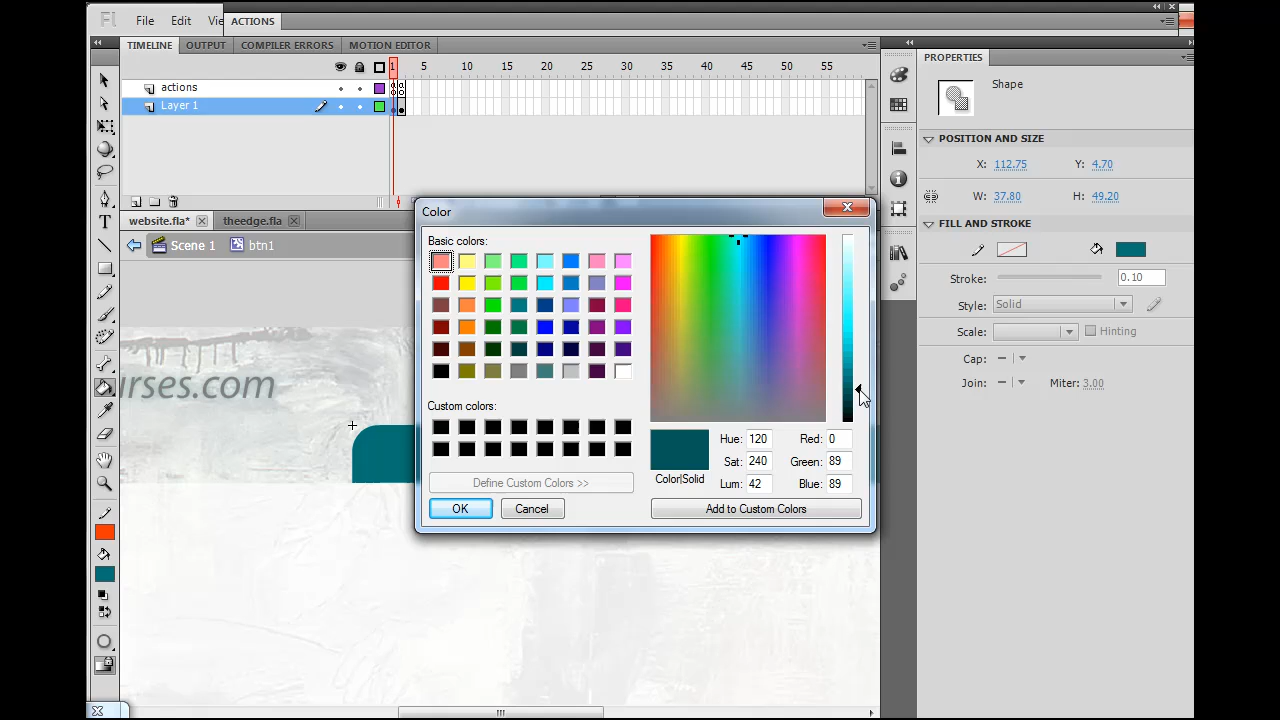 Fl File Edit Vie ACTIONS
TIMELINE OUTPUT COMPILER ERRORS MOTION EDITOR
1 5 10 15 20 25 30 35 40 45 50 55
actions
Layer 1
website.fla* theedge.fla
Scene 1 btn1
urses.com
Color
Basic colors:
Custom colors:
Define Custom Colors >>
OK Cancel
Color|Solid
Hue: 120 Red: 0
Sat: 240 Green: 89
Lum: 42 Blue: 89
Add to Custom Colors
PROPERTIES
Shape
POSITION AND SIZE
X: 112.75 Y: 4.70
W: 37.80 H: 49.20
FILL AND STROKE
Stroke: 0.10
Style: Solid
Scale: Hinting
Cap:
Join: Miter: 3.00